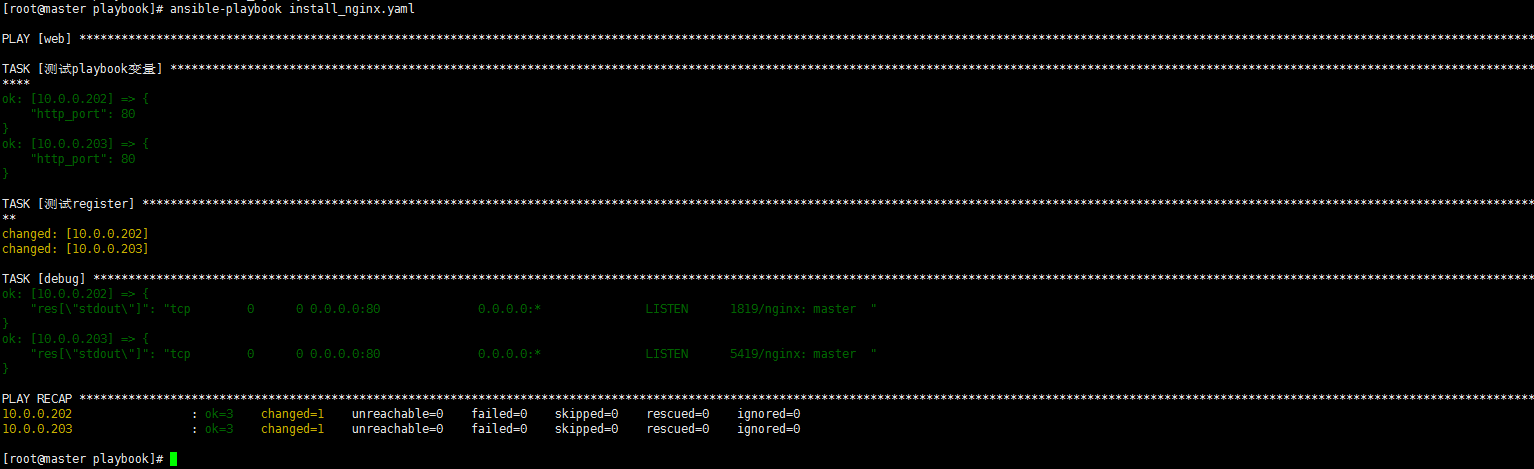 [root@master playbook]# ansible-playbook install_nginx.yaml
PLAY [web] ****************************************************************************************************************************************************************************************************************
TASK [测试playbook变量] ***************************************************************************************************************************************************************************************************
****
ok: [10.0.0.202] => {
    "http_port": 80
}
ok: [10.0.0.203] => {
    "http_port": 80
}
TASK [测试register] *******************************************************************************************************************************************************************************************************
**
changed: [10.0.0.202]
changed: [10.0.0.203]
TASK [debug] **************************************************************************************************************************************************************************************************************
ok: [10.0.0.202] => {
    "res[\"stdout\"]": "tcp        0      0 0.0.0.0:80              0.0.0.0:*               LISTEN      1819/nginx: master  "
}
ok: [10.0.0.203] => {
    "res[\"stdout\"]": "tcp        0      0 0.0.0.0:80              0.0.0.0:*               LISTEN      5419/nginx: master  "
}
PLAY RECAP ****************************************************************************************************************************************************************************************************************
10.0.0.202                 : ok=3    changed=1    unreachable=0    failed=0    skipped=0    rescued=0    ignored=0
10.0.0.203                 : ok=3    changed=1    unreachable=0    failed=0    skipped=0    rescued=0    ignored=0
[root@master playbook]#